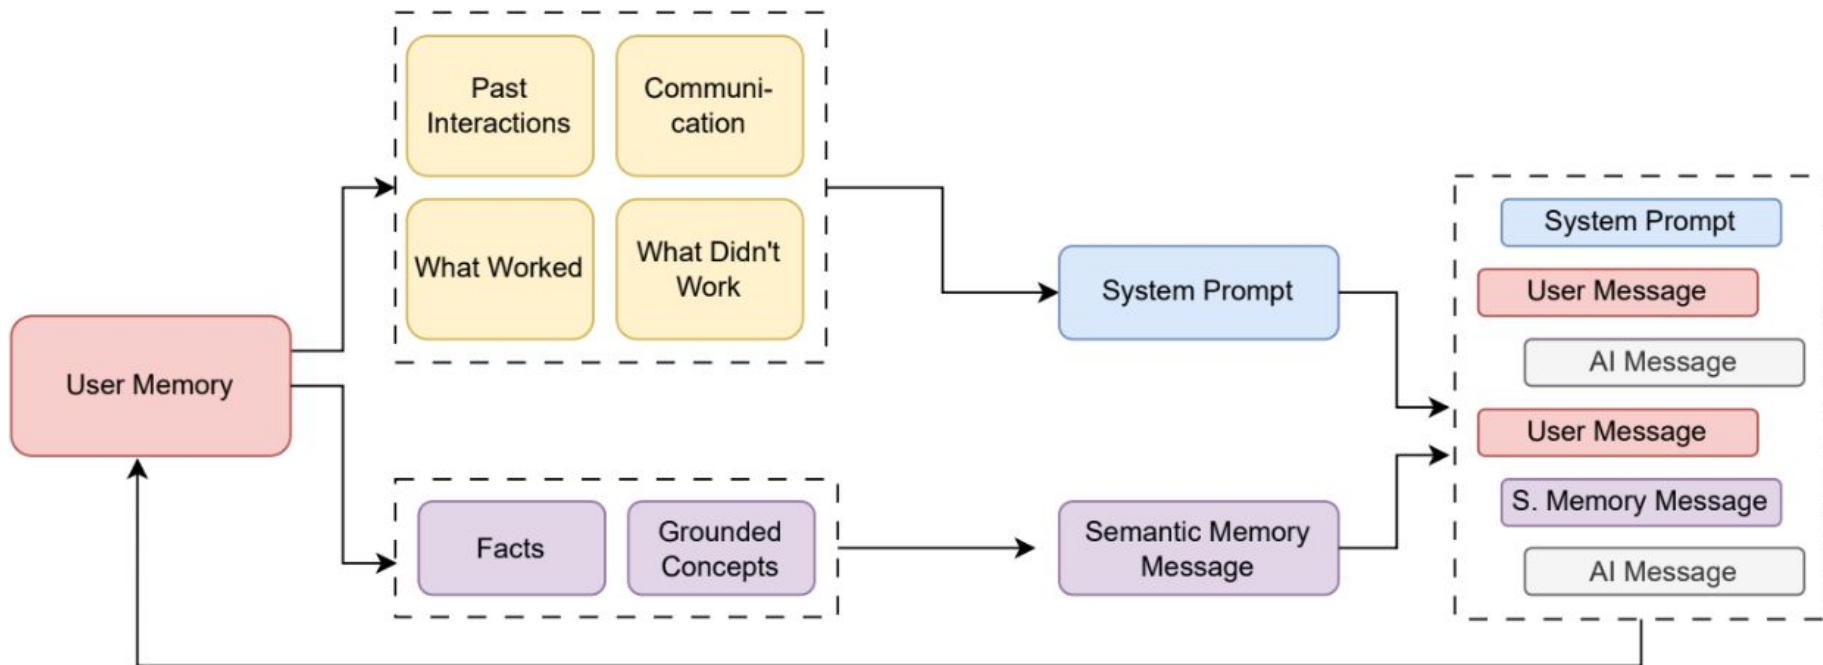 Past
Interactions
Communi-
cation
What Worked
What Didn't
Work
User Memory
Facts
Grounded
Concepts
System Prompt
Semantic Memory
Message
System Prompt
User Message
AI Message
User Message
S. Memory Message
AI Message